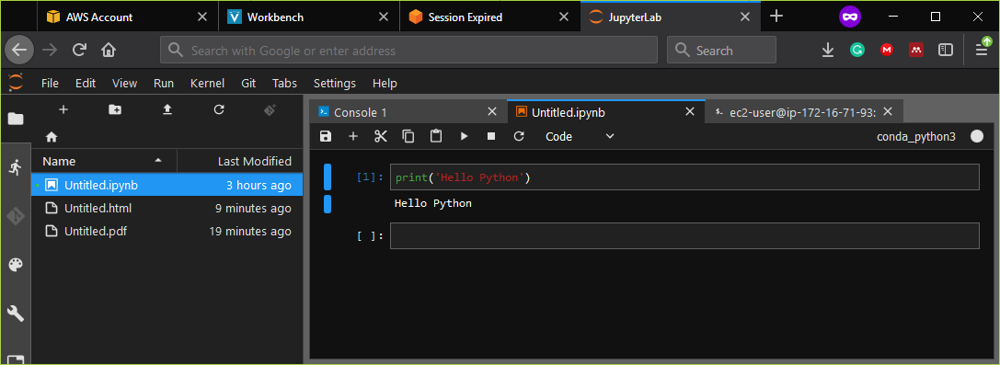 AWS Account
Workbench
Session Expired
JupyterLab
Search with Google or enter address
Search
File Edit View Run Kernel Git Tabs Settings Help
Console 1
Untitled.ipynb
$_ ec2-user@ip-172-16-71-93:
Code
conda_python3
Name Last Modified
Untitled.ipynb 3 hours ago
Untitled.html 9 minutes ago
Untitled.pdf 19 minutes ago
[1]: print('Hello Python')
Hello Python
[ ]: